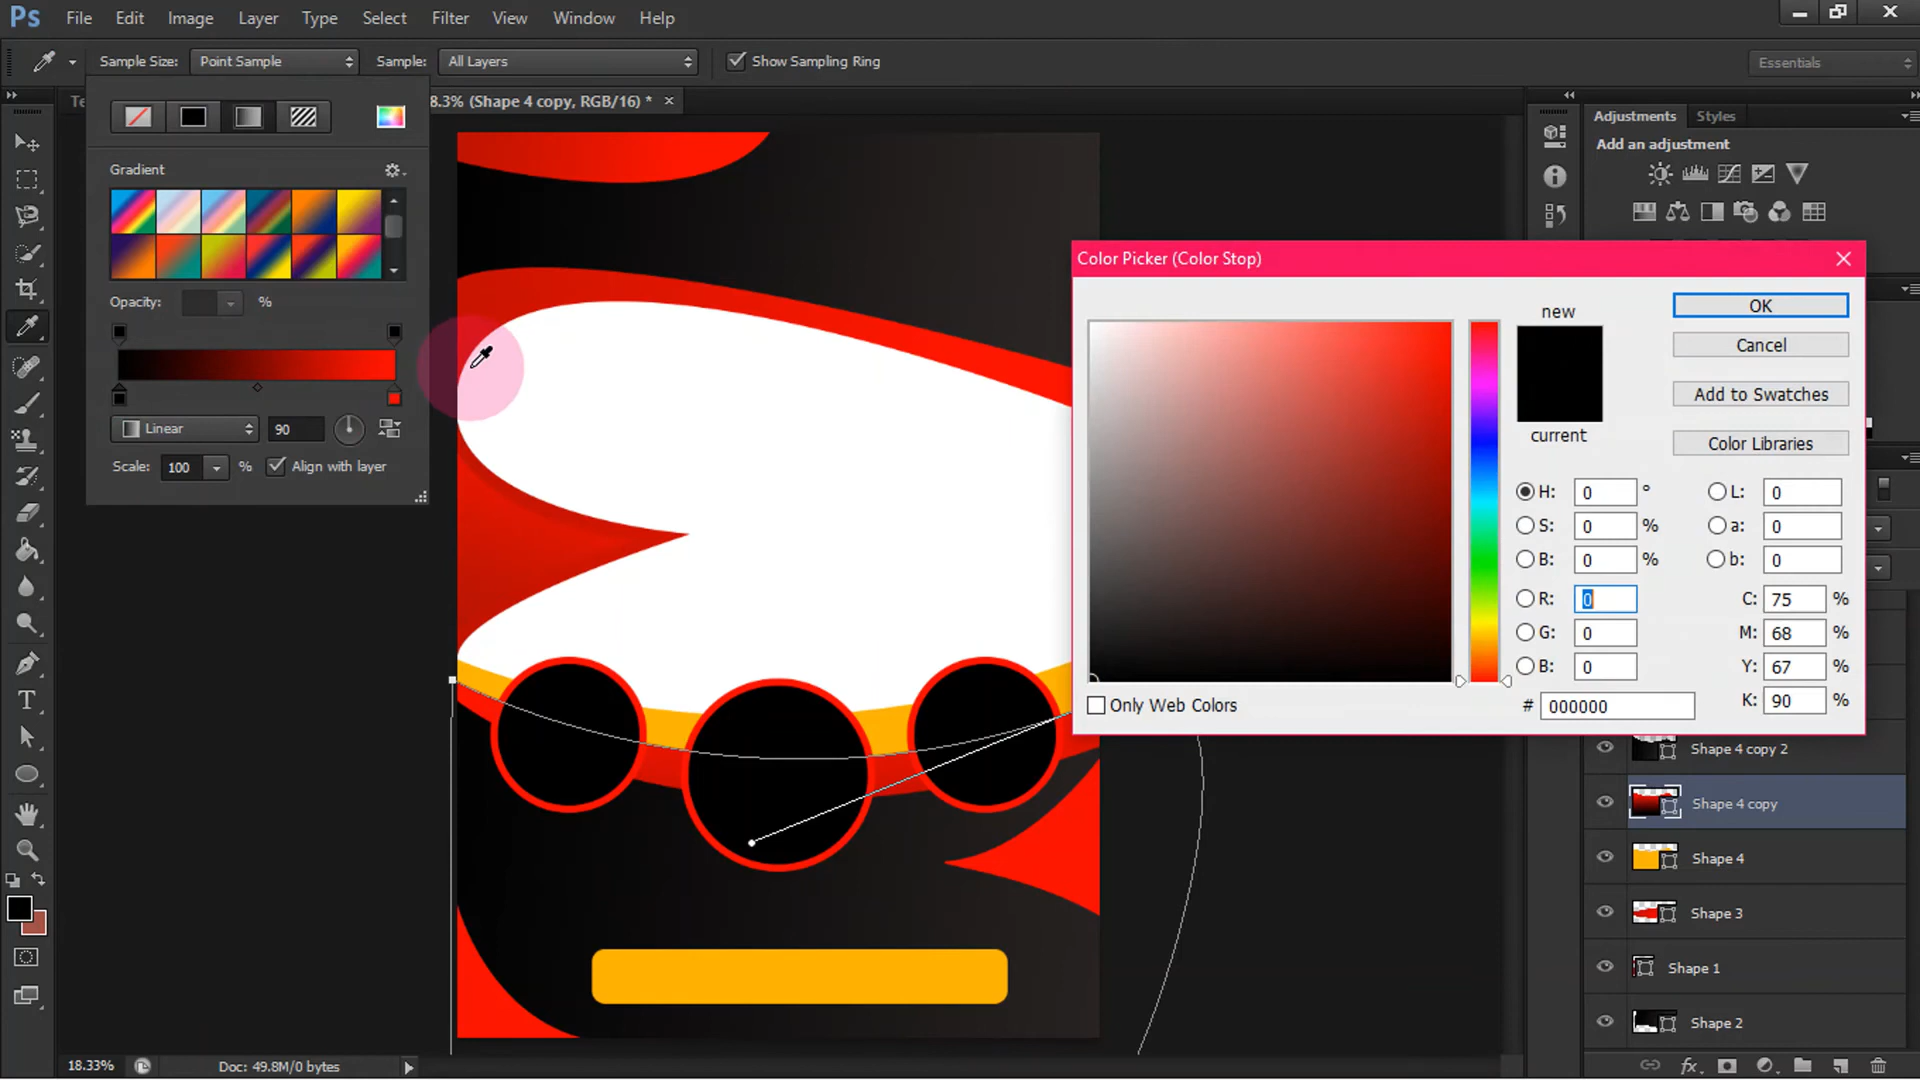 Ps File Edit Image Layer Type Select Filter View Window Help
Sample Size: Point Sample Sample: All Layers Show Sampling Ring Essentials
Te 8.3% (Shape 4 copy, RGB/16) * ×
Adjustments Styles
Add an adjustment
Gradient
Opacity: %
Linear 90
Scale: 100 % Align with layer
Color Picker (Color Stop)
new
current
OK
Cancel
Add to Swatches
Color Libraries
H: 0 ° L: 0
S: 0 % a: 0
B: 0 % b: 0
R: 0 C: 75 %
G: 0 M: 68 %
B: 0 Y: 67 %
# 000000 K: 90 %
Only Web Colors
Shape 4 copy 2
Shape 4 copy
Shape 4
Shape 3
Shape 1
Shape 2
18.33% Doc: 49.8M/0 bytes
fx